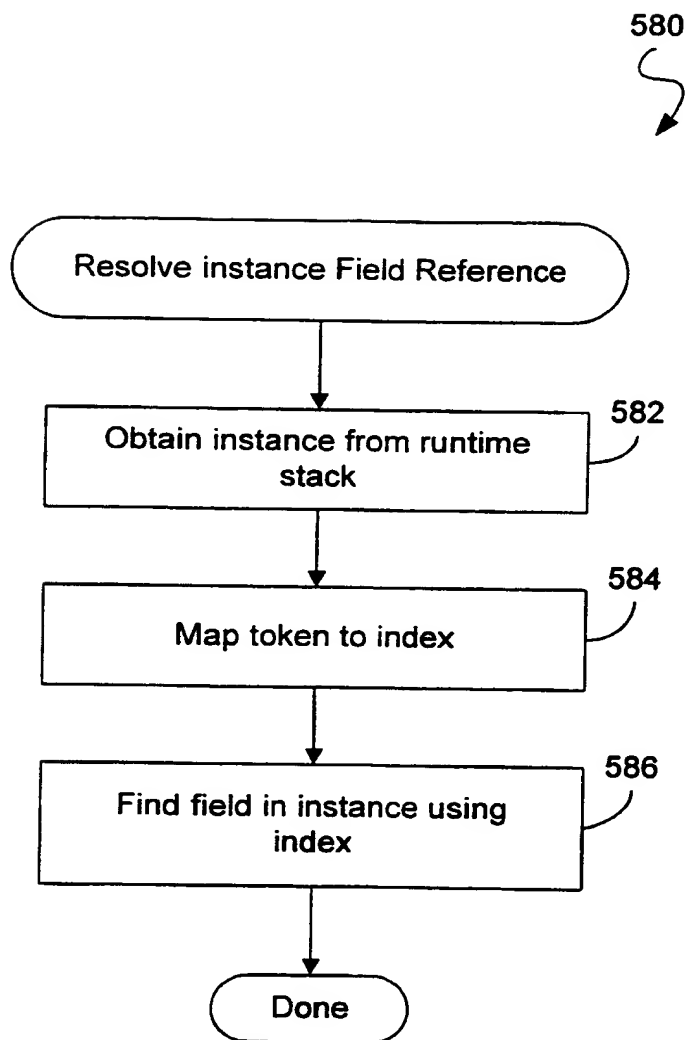 580
Resolve instance Field Reference
582
Obtain instance from runtime
stack
584
Map token to index
586
Find field in instance using
index
Done